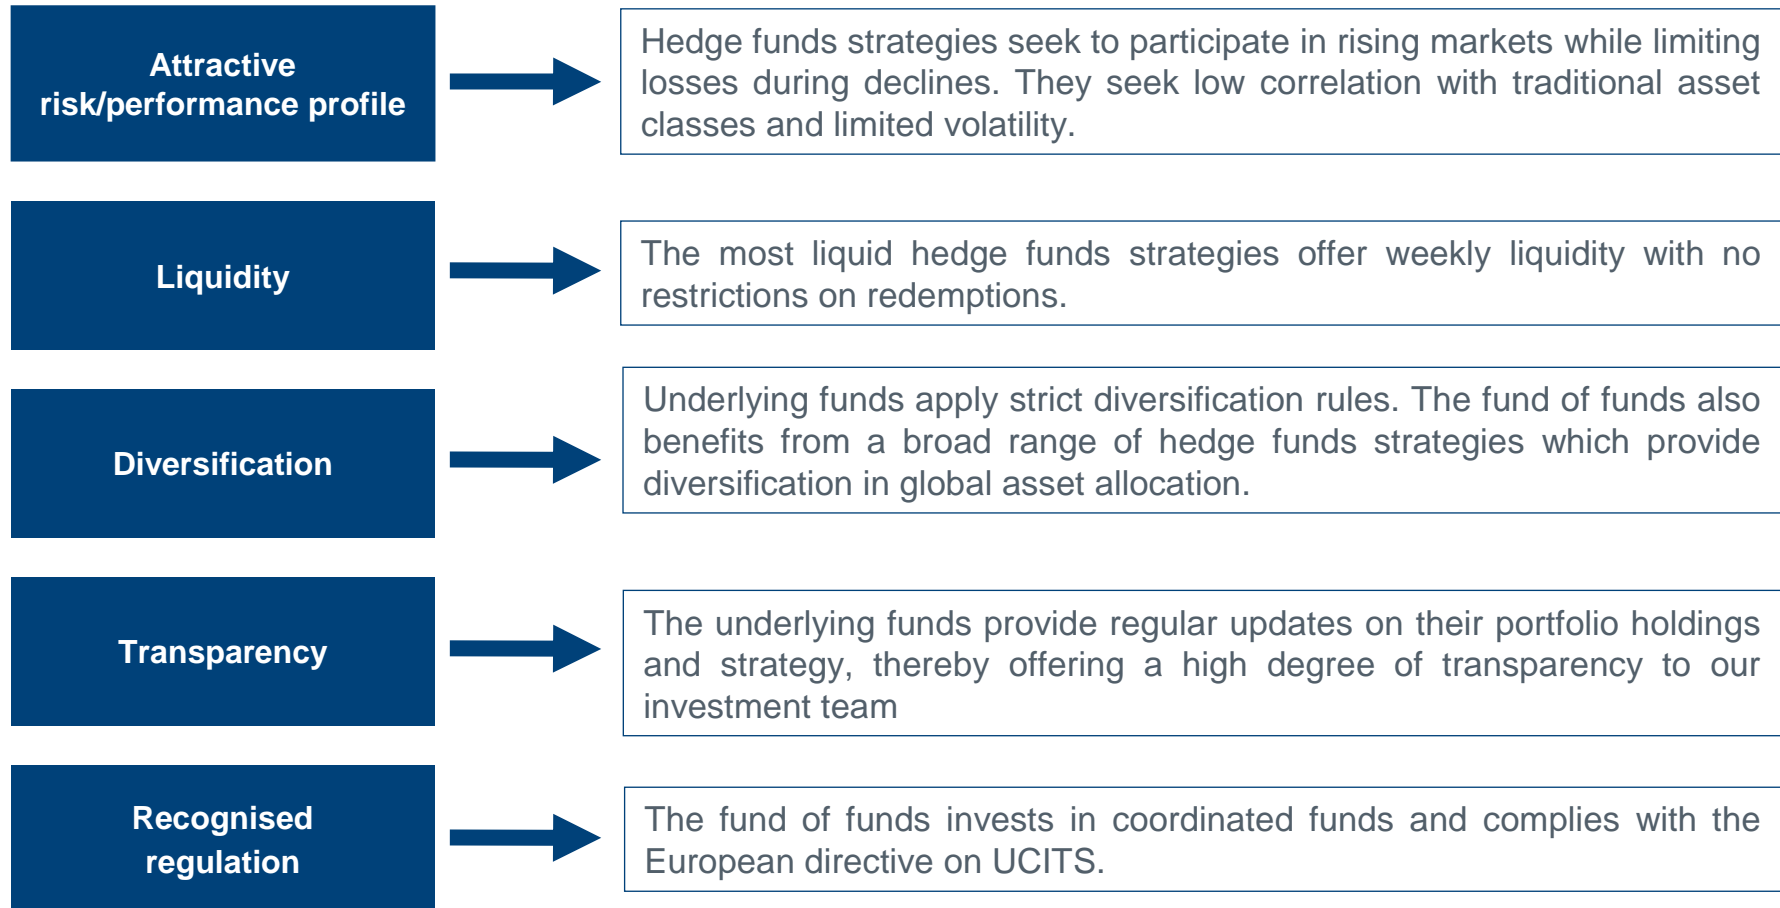 Attractive
risk/performance profile
Hedge funds strategies seek to participate in rising markets while limiting
losses during declines. They seek low correlation with traditional asset
classes and limited volatility.
Liquidity
The most liquid hedge funds strategies offer weekly liquidity with no
restrictions on redemptions.
Diversification
Underlying funds apply strict diversification rules. The fund of funds also
benefits from a broad range of hedge funds strategies which provide
diversification in global asset allocation.
Transparency
The underlying funds provide regular updates on their portfolio holdings
and strategy, thereby offering a high degree of transparency to our
investment team
Recognised
regulation
The fund of funds invests in coordinated funds and complies with the
European directive on UCITS.